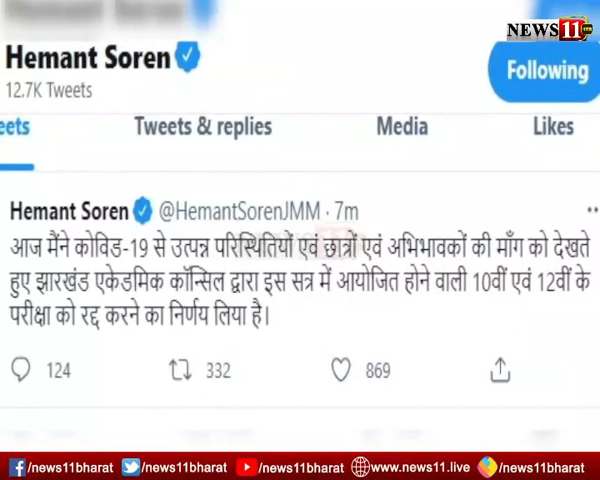 NEWS11
Hemant Soren
12.7K Tweets
Following
eets
Tweets & replies
Media
Likes
Hemant Soren @HemantSorenJMM · 7m
आज मैंने कोविड-19 से उत्पन्न परिस्थितियों एवं छात्रों एवं अभिभावकों की माँग को देखते
हुए झारखंड एकेडमिक कॉन्सिल द्वारा इस सत्र में आयोजित होने वाली 10वीं एवं 12वीं के
परीक्षा को रद्द करने का निर्णय लिया है।
124
332
869
/news11bharat /news11bharat /news11bharat www.news11.live /news11bharat